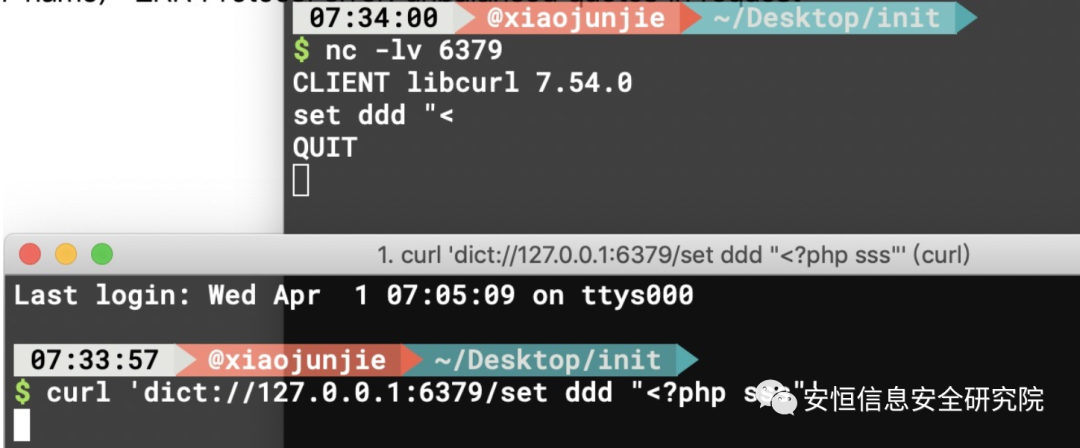 07:34:00 @xiaojunjie ~/Desktop/init
$ nc -lv 6379
CLIENT libcurl 7.54.0
set ddd "<
QUIT
1. curl 'dict://127.0.0.1:6379/set ddd "<?php sss"' (curl)
Last login: Wed Apr  1 07:05:09 on ttys000
07:33:57 @xiaojunjie ~/Desktop/init
$ curl 'dict://127.0.0.1:6379/set ddd "<?php sss"'
安恒信息安全研究院